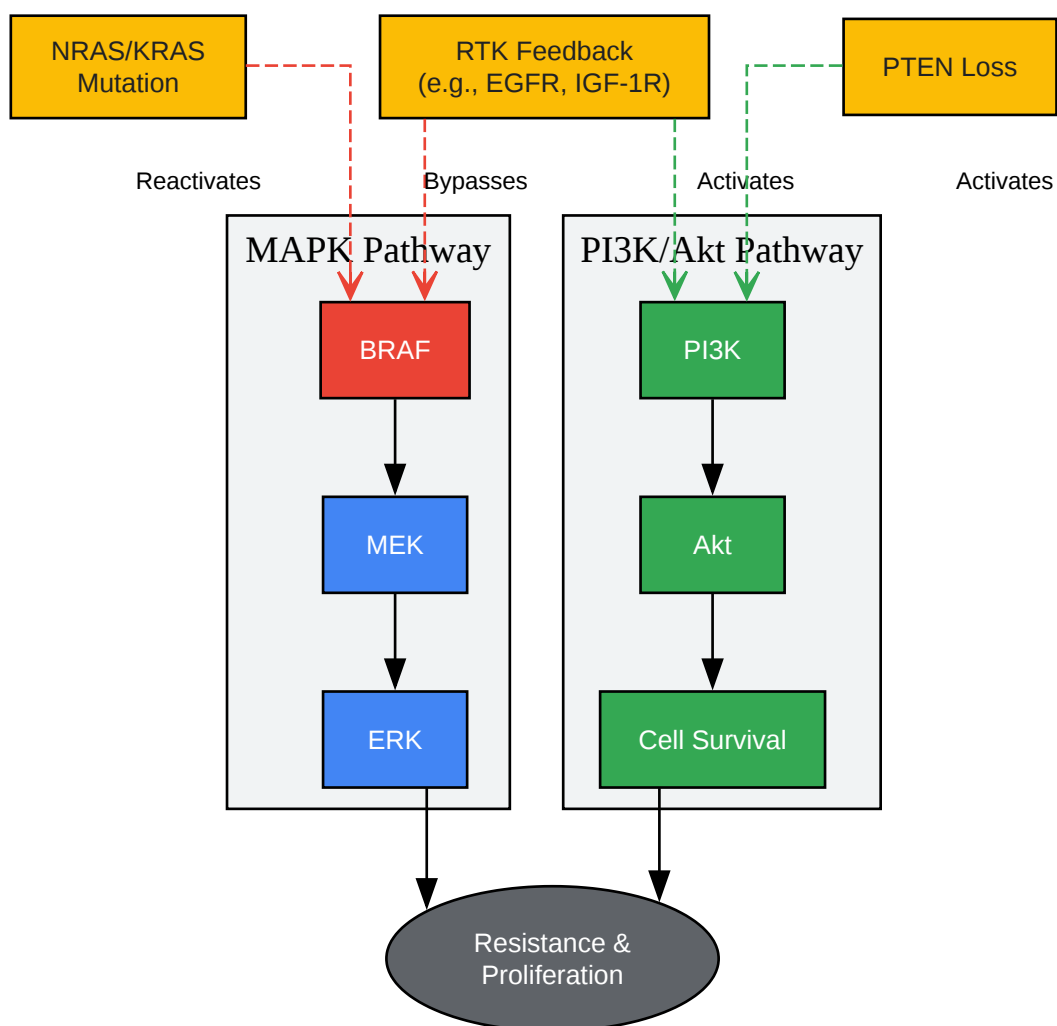 NRAS/KRAS
Mutation
RTK Feedback
(e.g., EGFR, IGF-1R)
PTEN Loss
Reactivates
Bypasses
Activates
Activates
MAPK Pathway
PI3K/Akt Pathway
BRAF
PI3K
MEK
Akt
ERK
Cell Survival
Resistance &
Proliferation